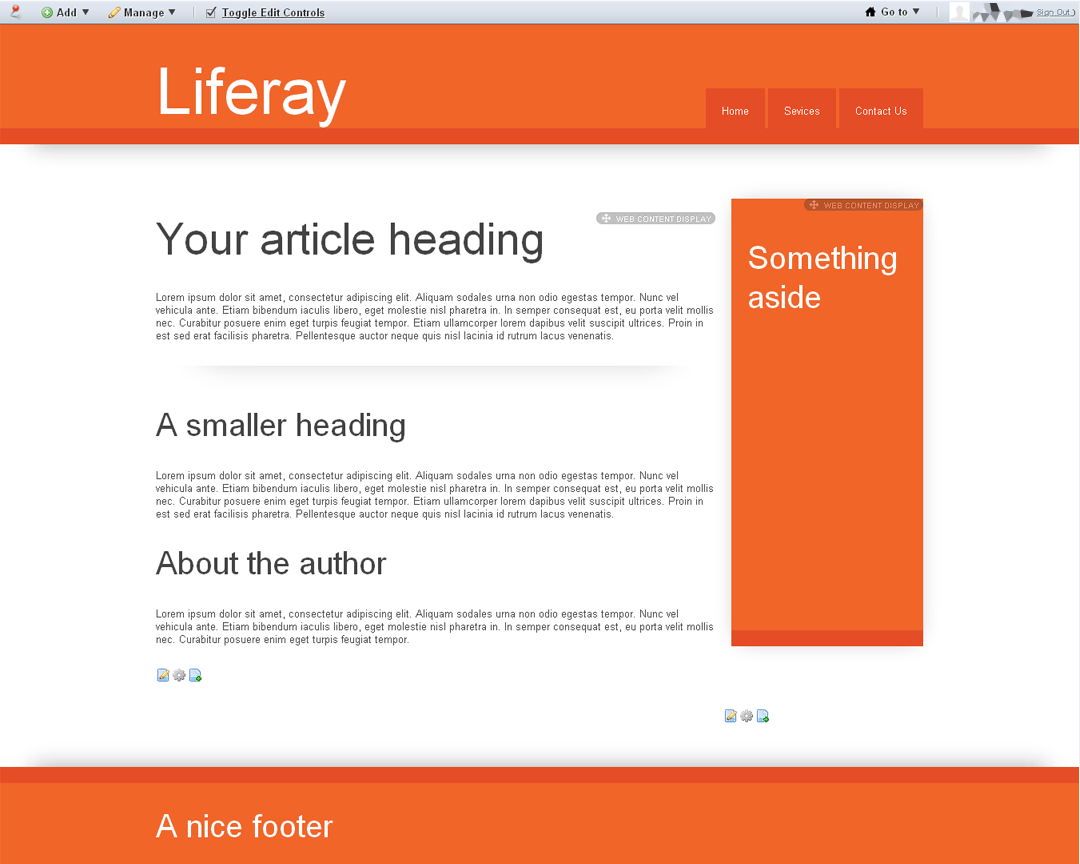 Add Manage Toggle Edit Controls Go to Sign Out )
Liferay
Home Sevices Contact Us
WEB CONTENT DISPLAY
WEB CONTENT DISPLAY
Your article heading
Lorem ipsum dolor sit amet, consectetur adipiscing elit. Aliquam sodales urna non odio egestas tempor. Nunc vel
vehicula ante. Etiam bibendum iaculis libero, eget molestie nisl pharetra in. In semper consequat est, eu porta velit mollis
nec. Curabitur posuere enim eget turpis feugiat tempor. Etiam ullamcorper lorem dapibus velit suscipit ultrices. Proin in
est sed erat facilisis pharetra. Pellentesque auctor neque quis nisl lacinia id rutrum lacus venenatis.
A smaller heading
Lorem ipsum dolor sit amet, consectetur adipiscing elit. Aliquam sodales urna non odio egestas tempor. Nunc vel
vehicula ante. Etiam bibendum iaculis libero, eget molestie nisl pharetra in. In semper consequat est, eu porta velit mollis
nec. Curabitur posuere enim eget turpis feugiat tempor. Etiam ullamcorper lorem dapibus velit suscipit ultrices. Proin in
est sed erat facilisis pharetra. Pellentesque auctor neque quis nisl lacinia id rutrum lacus venenatis.
About the author
Lorem ipsum dolor sit amet, consectetur adipiscing elit. Aliquam sodales urna non odio egestas tempor. Nunc vel
vehicula ante. Etiam bibendum iaculis libero, eget molestie nisl pharetra in. In semper consequat est, eu porta velit mollis
nec. Curabitur posuere enim eget turpis feugiat tempor.
Something
aside
A nice footer